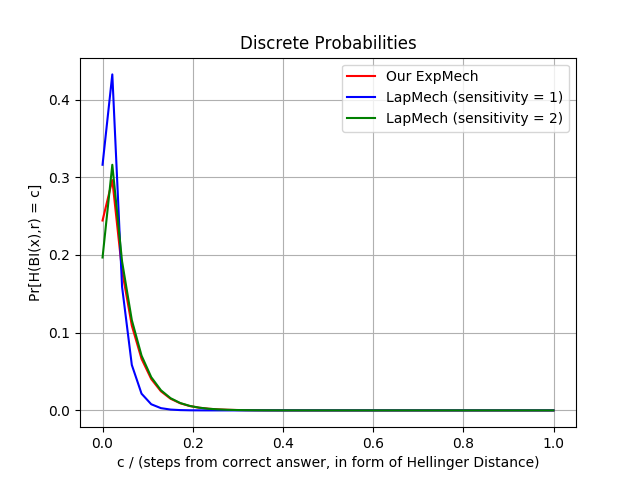 Discrete Probabilities
Our ExpMech
LapMech (sensitivity = 1)
LapMech (sensitivity = 2)
Pr[H(BI(x),r) = c]
0.4
0.3
0.2
0.1
0.0
0.0 0.2 0.4 0.6 0.8 1.0
c / (steps from correct answer, in form of Hellinger Distance)